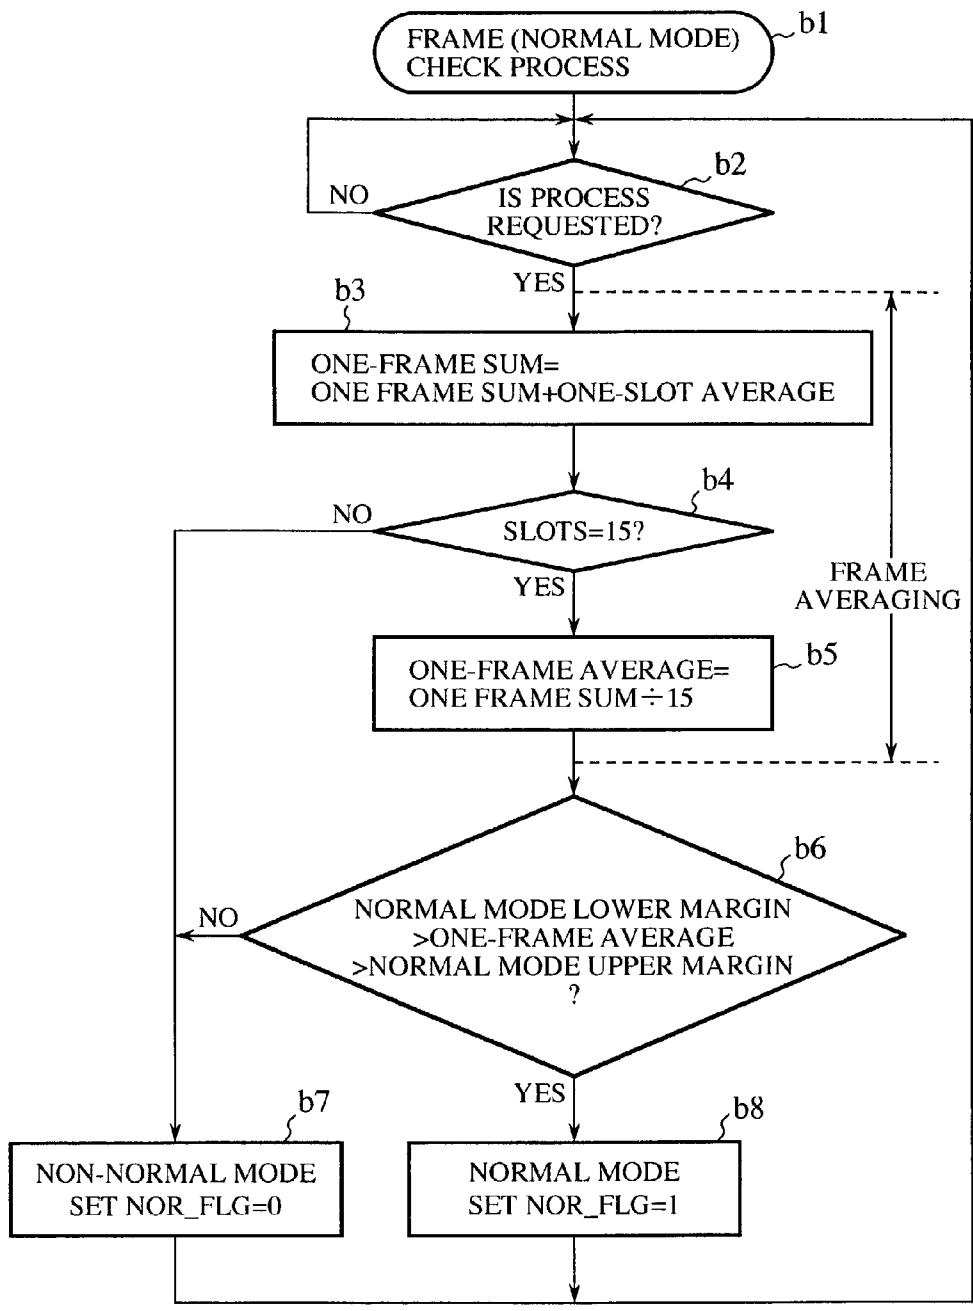 b1
FRAME (NORMAL MODE)
CHECK PROCESS
b2
NO
IS PROCESS
REQUESTED?
YES
b3
ONE-FRAME SUM=
ONE FRAME SUM+ONE-SLOT AVERAGE
b4
NO
SLOTS=15?
YES
FRAME
AVERAGING
b5
ONE-FRAME AVERAGE=
ONE FRAME SUM÷15
b6
NO
NORMAL MODE LOWER MARGIN
>ONE-FRAME AVERAGE
>NORMAL MODE UPPER MARGIN
?
YES
b7
NON-NORMAL MODE
SET NOR_FLG=0
b8
NORMAL MODE
SET NOR_FLG=1